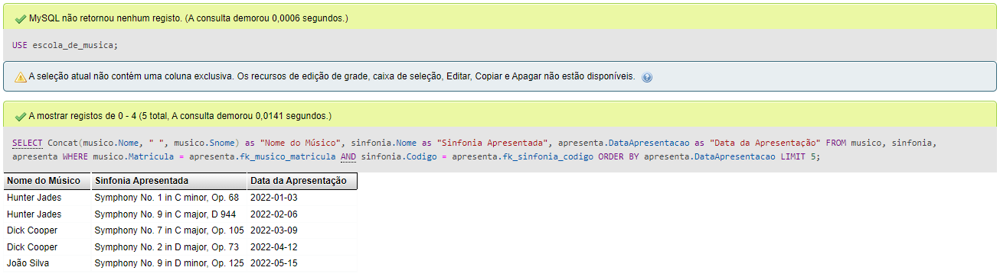 MySQL não retornou nenhum registo. (A consulta demorou 0,0006 segundos.)
USE escola_de_musica;
A seleção atual não contém uma coluna exclusiva. Os recursos de edição de grade, caixa de seleção, Editar, Copiar e Apagar não estão disponíveis.
A mostrar registos de 0 - 4 (5 total, A consulta demorou 0,0141 segundos.)
SELECT Concat(musico.Nome, " ", musico.Snome) as "Nome do Músico", sinfonia.Nome as "Sinfonia Apresentada", apresenta.DataApresentacao as "Data da Apresentação" FROM musico, sinfonia,
apresenta WHERE musico.Matricula = apresenta.fk_musico_matricula AND sinfonia.Codigo = apresenta.fk_sinfonia_codigo ORDER BY apresenta.DataApresentacao LIMIT 5;
Nome do Músico Sinfonia Apresentada Data da Apresentação
Hunter Jades Symphony No. 1 in C minor, Op. 68 2022-01-03
Hunter Jades Symphony No. 9 in C major, D 944 2022-02-06
Dick Cooper Symphony No. 7 in C major, Op. 105 2022-03-09
Dick Cooper Symphony No. 2 in D major, Op. 73 2022-04-12
João Silva Symphony No. 9 in D minor, Op. 125 2022-05-15